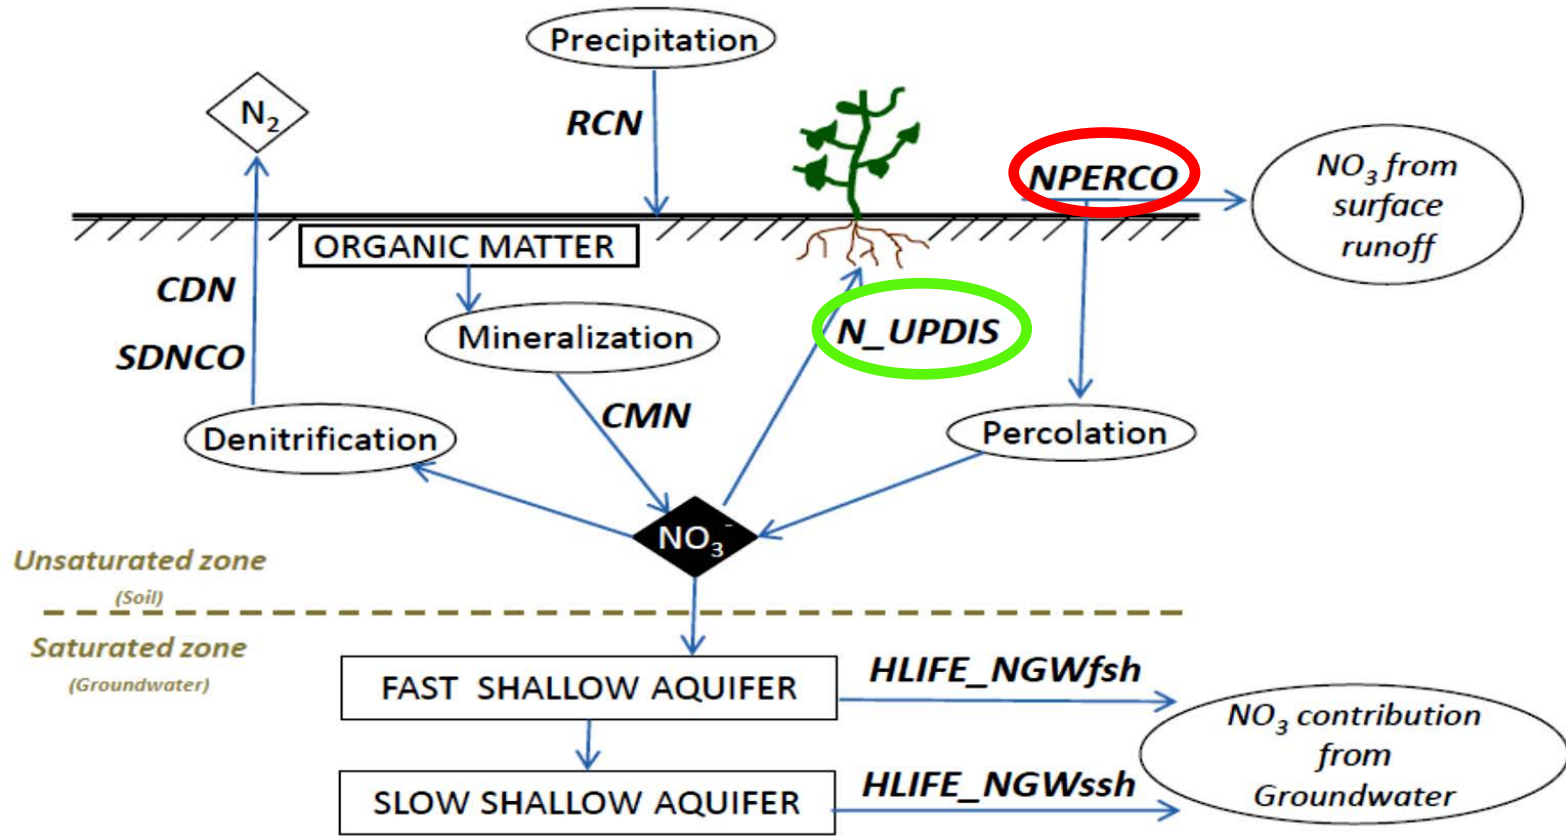 Precipitation
N2
RCN
NPERCO
NO3 from
surface
runoff
ORGANIC MATTER
CDN
SDNCO
Mineralization
N_UPDIS
CMN
Denitrification
Percolation
NO3-
Unsaturated zone
(Soil)
Saturated zone
(Groundwater)
FAST SHALLOW AQUIFER
HLIFE_NGWfsh
SLOW SHALLOW AQUIFER
HLIFE_NGWssh
NO3 contribution
from
Groundwater